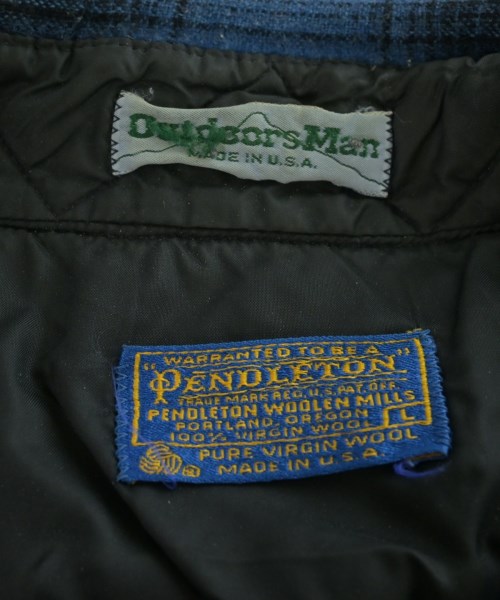 OutdoorsMan
MADE IN U.S.A.
"WARRANTED TO BE A"
PENDLETON
TRADE MARK REG. U.S. PAT. OFF.
PENDLETON WOOLEN MILLS
PORTLAND, OREGON
100% VIRGIN WOOL L
PURE VIRGIN WOOL
MADE IN U.S.A.